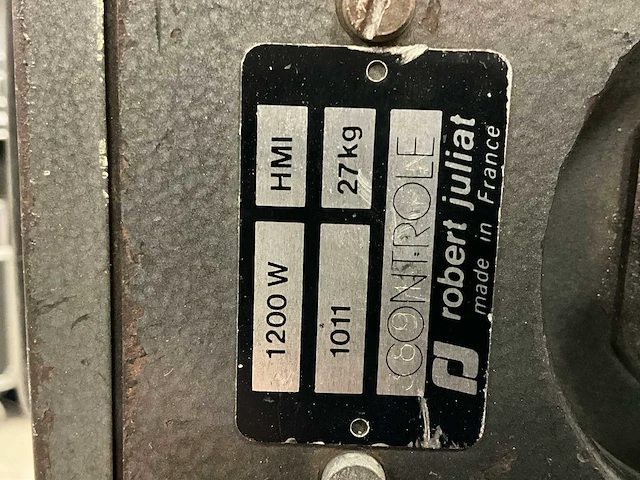 1200 W HMI
1011 27kg
CONTROLE
robert juliat
made in France